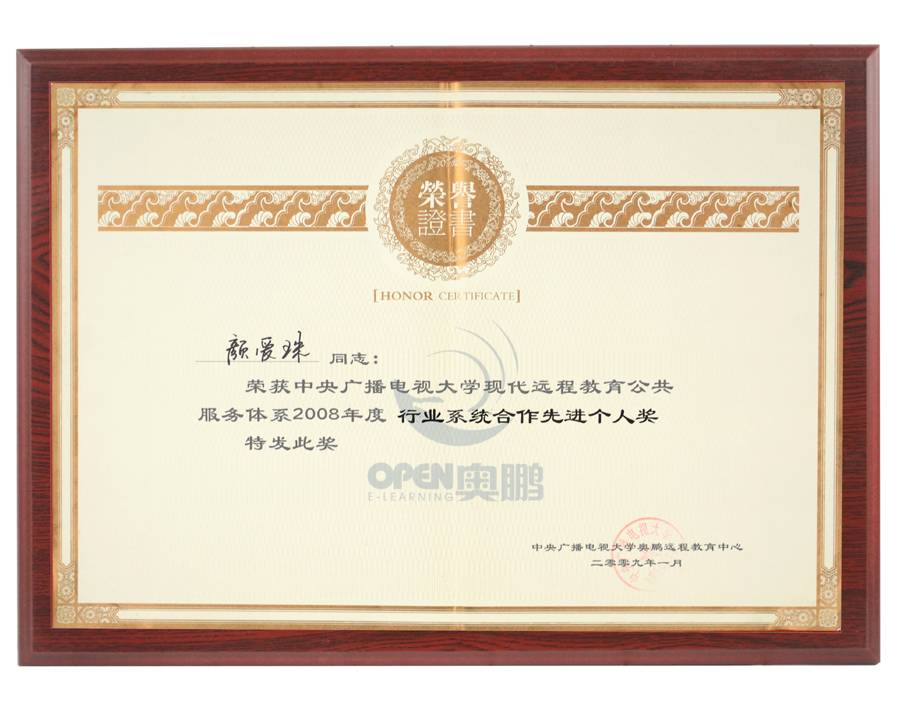 榮譽
證書
[HONOR CERTIFICATE]
颜爱珠 同志：
荣获中央广播电视大学现代远程教育公共
服务体系2008年度 行业系统合作先进个人奖
特发此奖
OPEN奥鹏
E-LEARNING
中央广播电视大学奥鹏远程教育中心
二零零九年一月